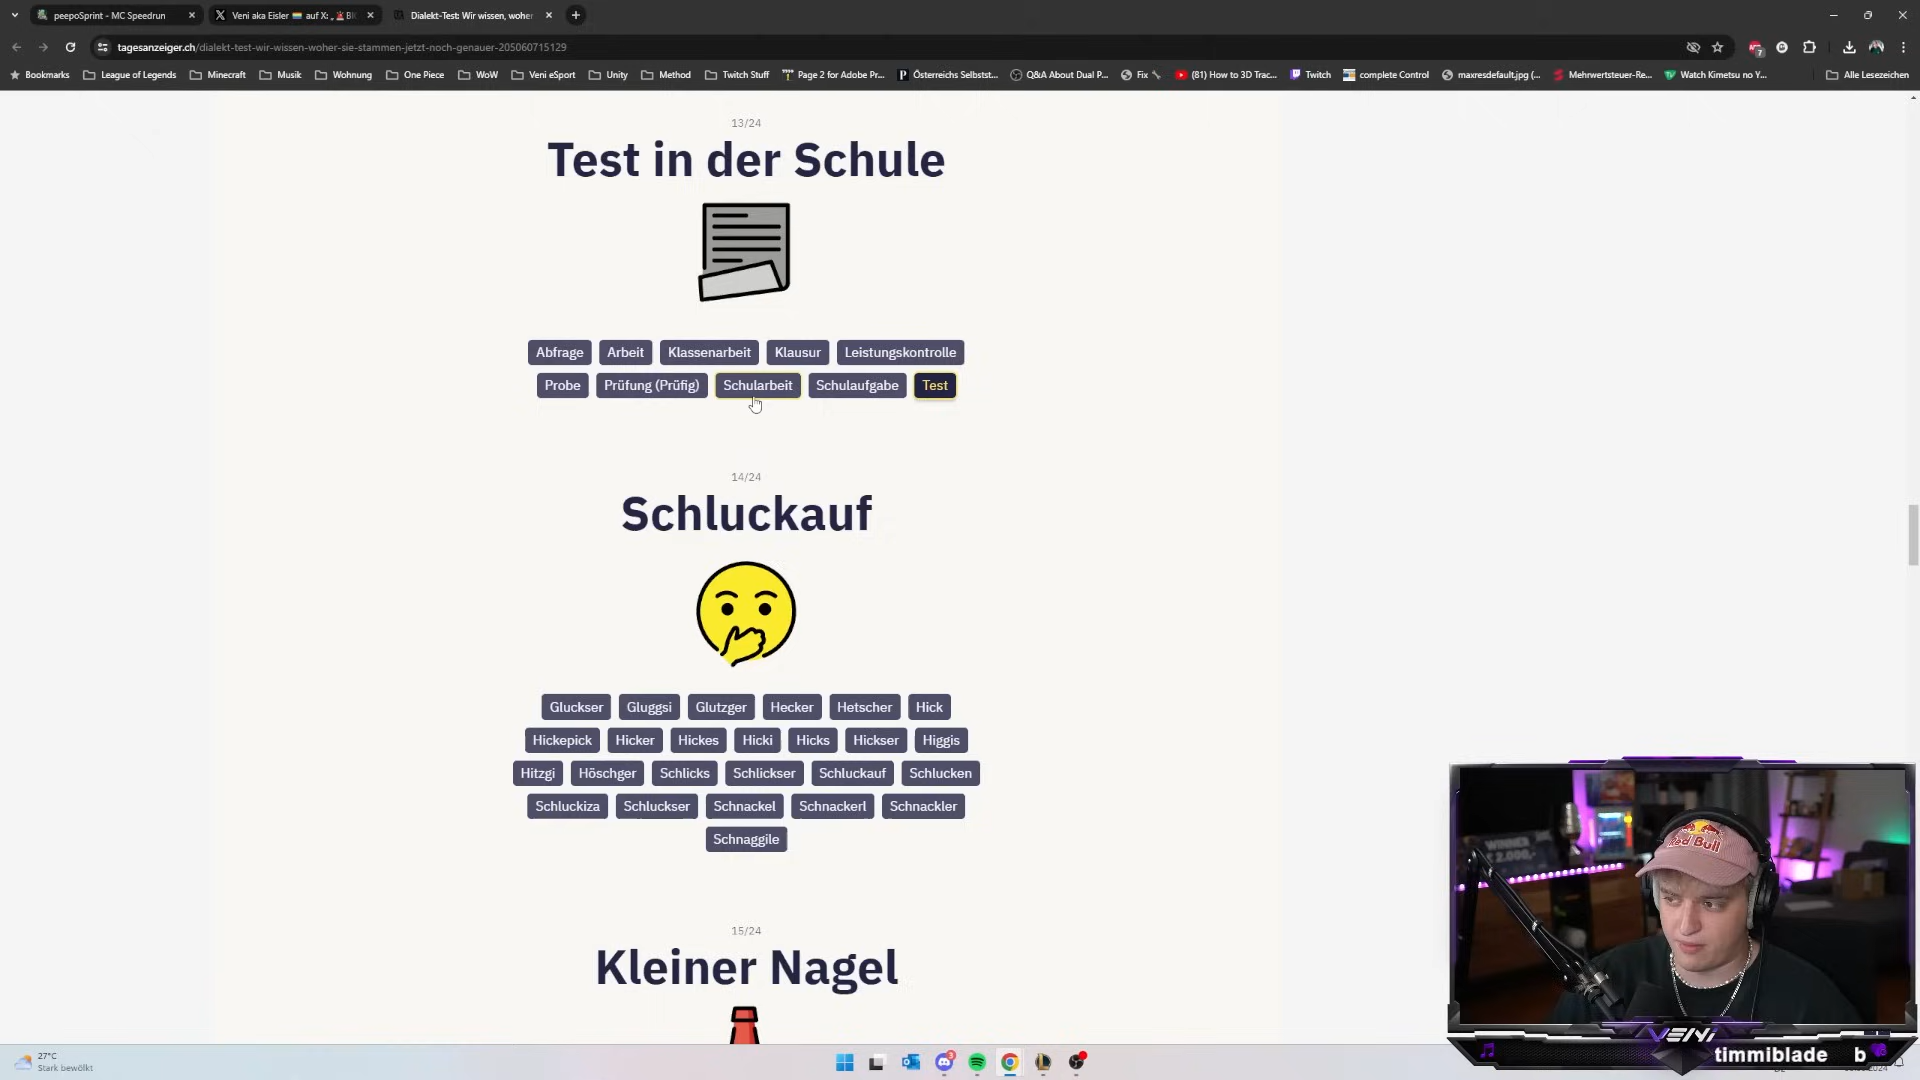 peepoSprint - MC Speedrun
Veni aka Eisler auf X:
Dialekt-Test: Wir wissen, woher
tagesanzeiger.ch/dialekt-test-wir-wissen-woher-sie-stammen-jetzt-noch-genauer-205060715129
Bookmarks League of Legends Minecraft Musik Wohnung One Piece WoW Veni eSport Unity Method Twitch Stuff Page 2 for Adobe Pr... Österreichs Selbstst... Q&A About Dual P... Fix (81) How to 3D Trac... Twitch complete Control maxresdefault.jpg (... Mehrwertsteuer-Re... Watch Kimetsu no Y... Alle Lesezeichen
13/24
Test in der Schule
Abfrage Arbeit Klassenarbeit Klausur Leistungskontrolle
Probe Prüfung (Prüfig) Schularbeit Schulaufgabe Test
14/24
Schluckauf
Gluckser Gluggsi Glutzger Hecker Hetscher Hick
Hickepick Hicker Hickes Hicki Hicks Hickser Higgis
Hitzgi Höschger Schlicks Schlickser Schluckauf Schlucken
Schluckiza Schluckser Schnackel Schnackerl Schnackler
Schnaggile
15/24
Kleiner Nagel
WINNER
Red Bull
VENI
timmiblade b
27°C
Stark bewölkt